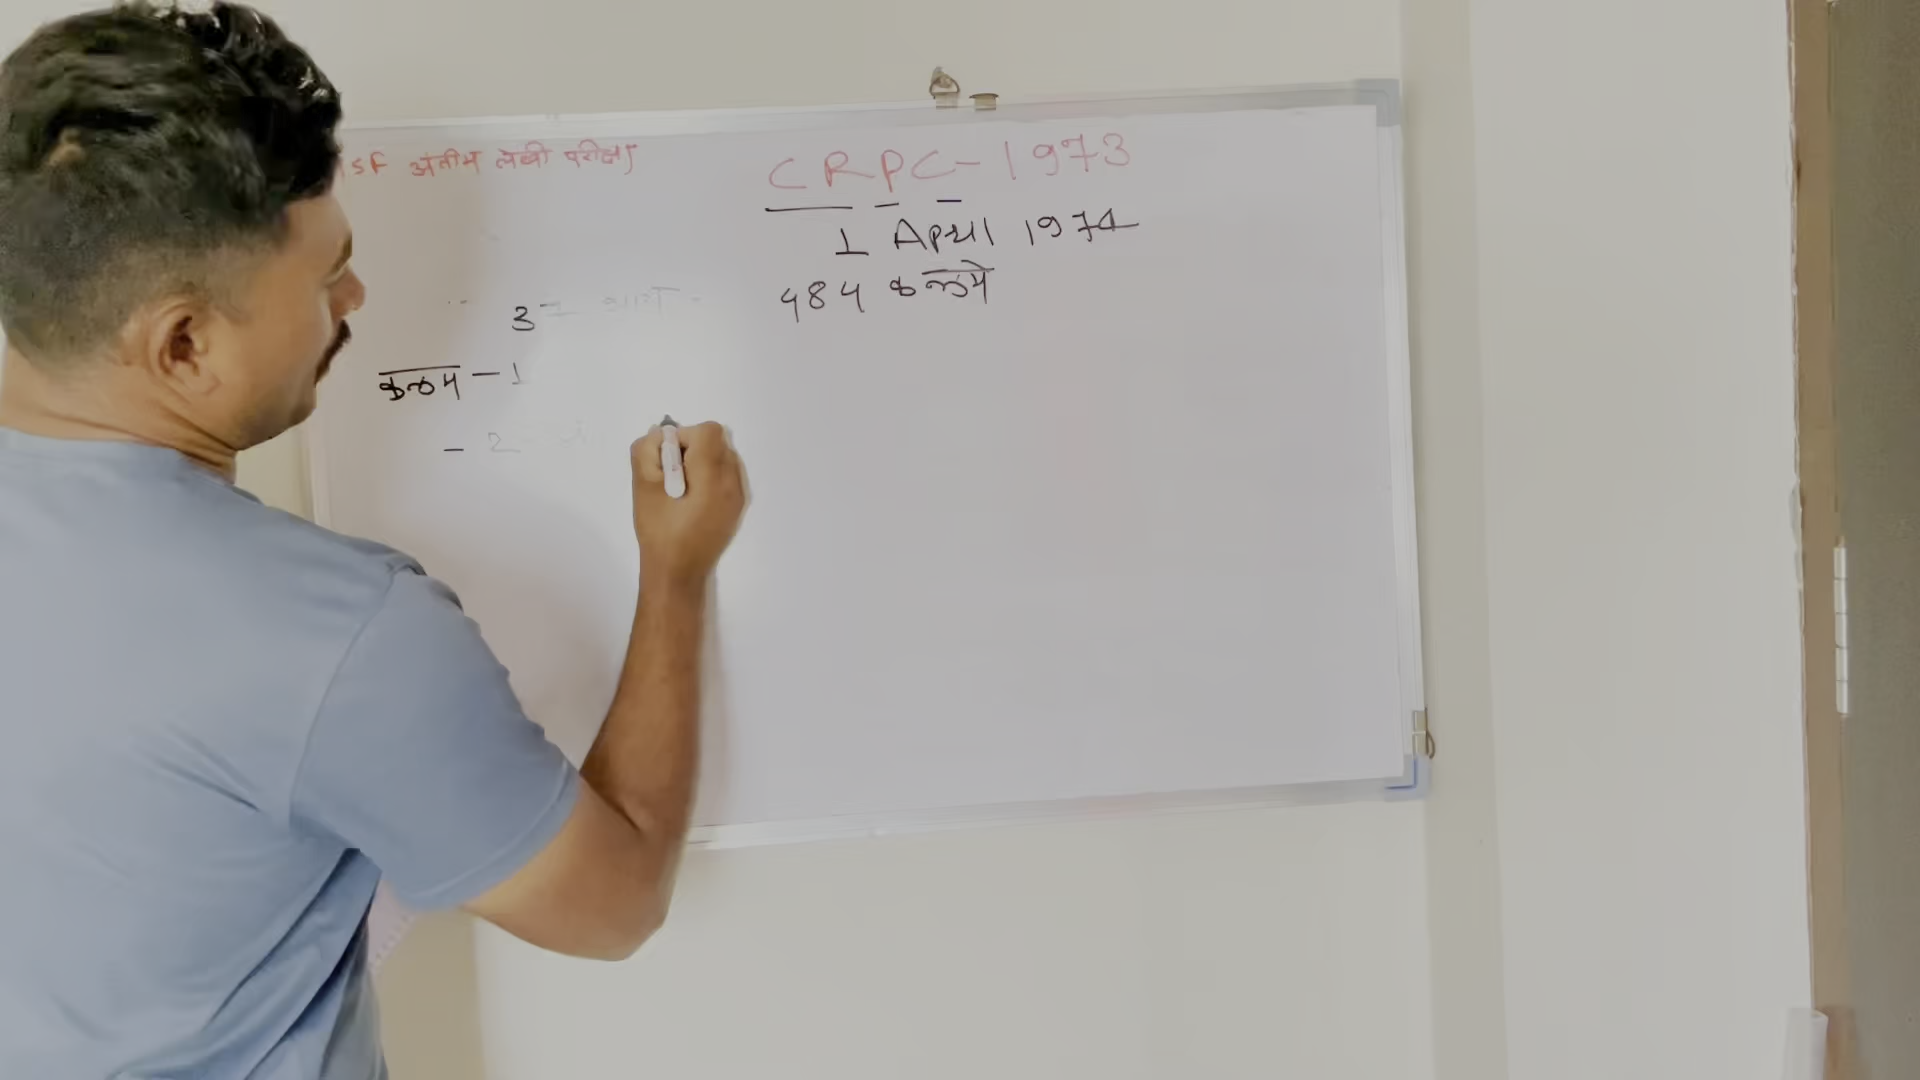 SF अंतीम लेखी परीक्षा
CRPC-1973
1 April 1974
484 कलमे
3
कलम - 1
- 2